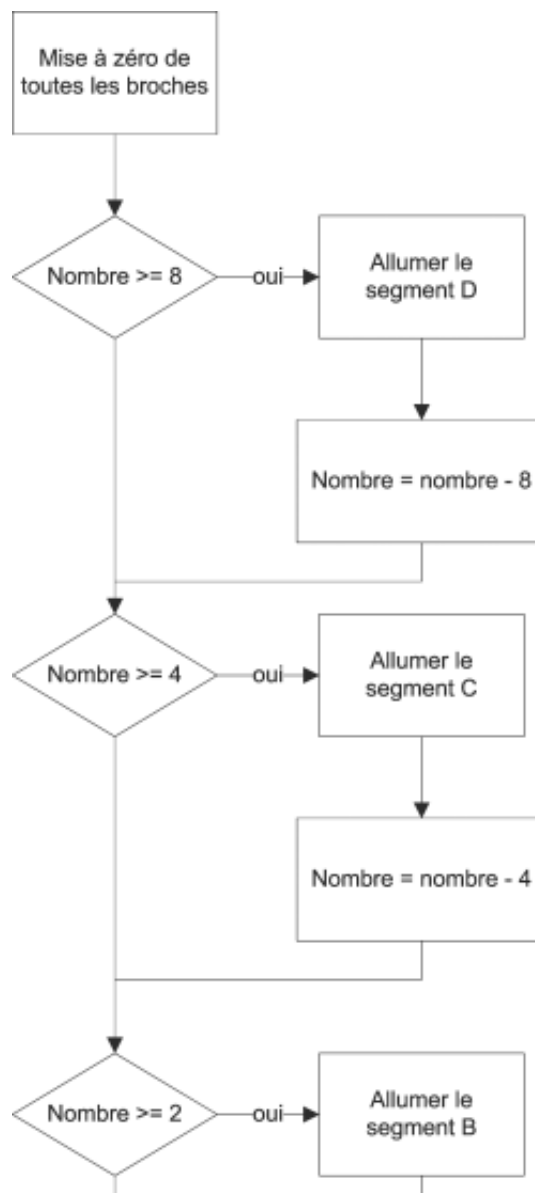 Mise à zéro de
toutes les broches
Nombre >= 8
oui
Allumer le
segment D
Nombre = nombre - 8
Nombre >= 4
oui
Allumer le
segment C
Nombre = nombre - 4
Nombre >= 2
oui
Allumer le
segment B